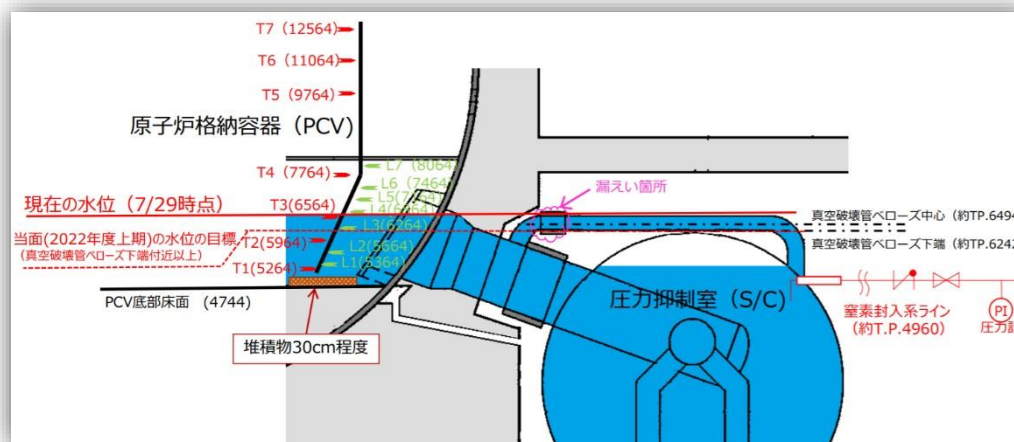 T7 (12564)
T6 (11064)
T5 (9764)
原子炉格納容器 (PCV)
L7 (8064)
T4 (7764)
L6 (7464)
漏えい箇所
現在の水位 (7/29時点)
T3(6564)
L3(6264)
真空破壊管ベローズ中心 (約TP.6494
当面(2022年度上期)の水位の目標
(真空破壊管ベローズ下端付近以上)
T2(5964)
真空破壊管ベローズ下端 (約TP.6242
L2(5664)
L1(5364)
T1(5264)
PCV底部床面 (4744)
圧力抑制室 (S/C)
窒素封入系ライン
(約T.P.4960)
PI
堆積物30cm程度